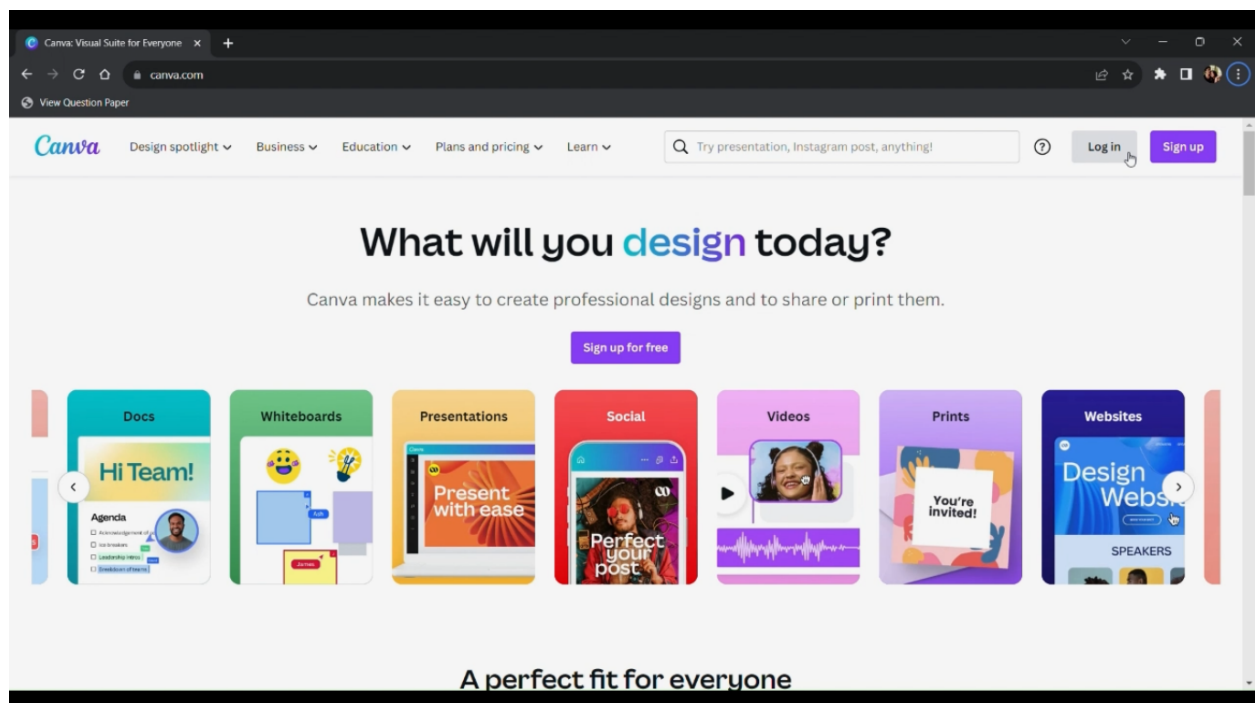 Canva: Visual Suite for Everyone
canva.com
View Question Paper
Canva
Design spotlight
Business
Education
Plans and pricing
Learn
Try presentation, Instagram post, anything!
Log in
Sign up
What will you design today?
Canva makes it easy to create professional designs and to share or print them.
Sign up for free
Docs
Hi Team!
Agenda
Whiteboards
Presentations
Present
with ease
Social
Perfect
your
post
Videos
Prints
You're
invited!
Websites
Design
SPEAKERS
A perfect fit for everyone